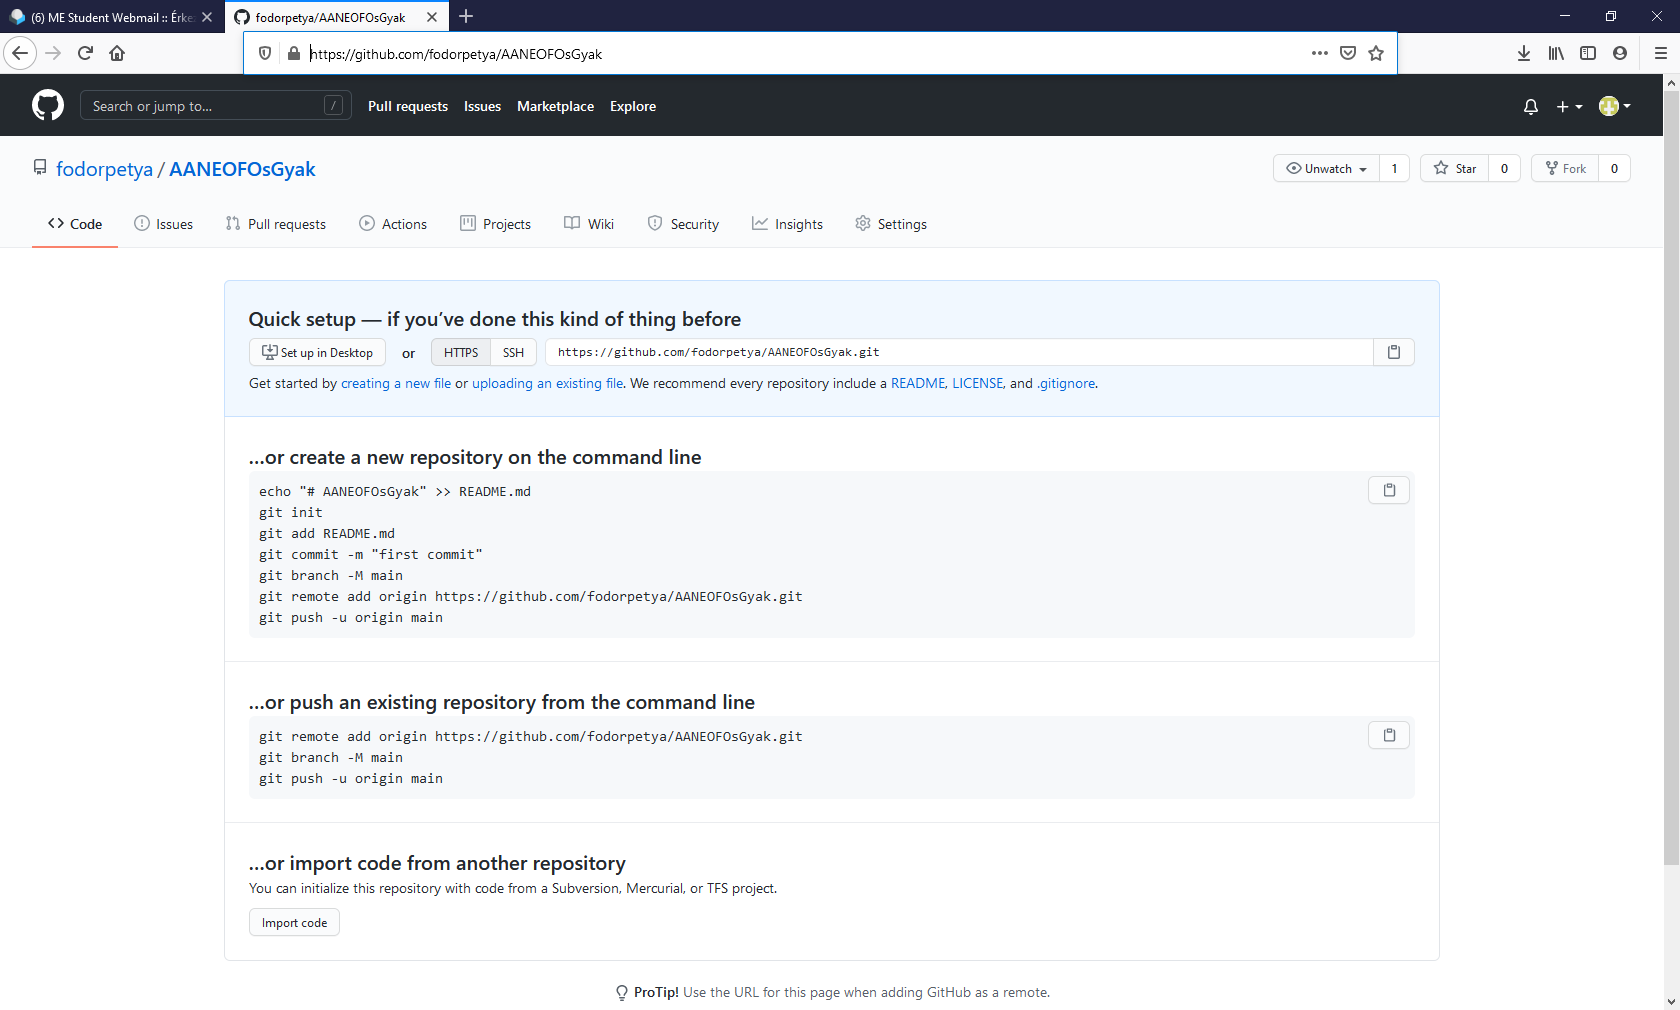 (6) ME Student Webmail :: Érke
fodorpetya/AANEOFOsGyak
https://github.com/fodorpetya/AANEOFOsGyak
Search or jump to... /
Pull requests Issues Marketplace Explore
fodorpetya / AANEOFOsGyak
Unwatch 1 Star 0 Fork 0
Code Issues Pull requests Actions Projects Wiki Security Insights Settings
Quick setup — if you’ve done this kind of thing before
Set up in Desktop or HTTPS SSH https://github.com/fodorpetya/AANEOFOsGyak.git
Get started by creating a new file or uploading an existing file. We recommend every repository include a README, LICENSE, and .gitignore.
…or create a new repository on the command line
echo "# AANEOFOsGyak" >> README.md
git init
git add README.md
git commit -m "first commit"
git branch -M main
git remote add origin https://github.com/fodorpetya/AANEOFOsGyak.git
git push -u origin main
…or push an existing repository from the command line
git remote add origin https://github.com/fodorpetya/AANEOFOsGyak.git
git branch -M main
git push -u origin main
…or import code from another repository
You can initialize this repository with code from a Subversion, Mercurial, or TFS project.
Import code
ProTip! Use the URL for this page when adding GitHub as a remote.